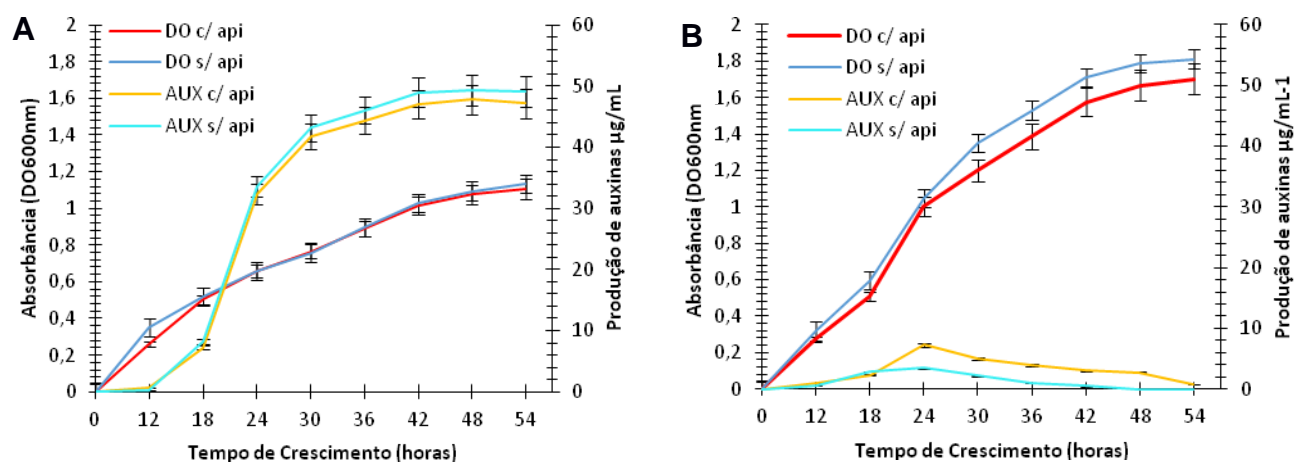 A
DO c/ api
DO s/ api
AUX c/ api
AUX s/ api
Absorbância (DO600nm)
2
1,8
1,6
1,4
1,2
1
0,8
0,6
0,4
0,2
0
60
50
40
30
20
10
0
Produção de auxinas µg/mL
0 12 18 24 30 36 42 48 54
Tempo de Crescimento (horas)
B
DO c/ api
DO s/ api
AUX c/ api
AUX s/ api
Absorbância (DO600nm
2
1,8
1,6
1,4
1,2
1
0,8
0,6
0,4
0,2
0
60
50
40
30
20
10
0
Produção de auxinas µg/mL-1
0 12 18 24 30 36 42 48 54
Tempo de Crescimento (horas)